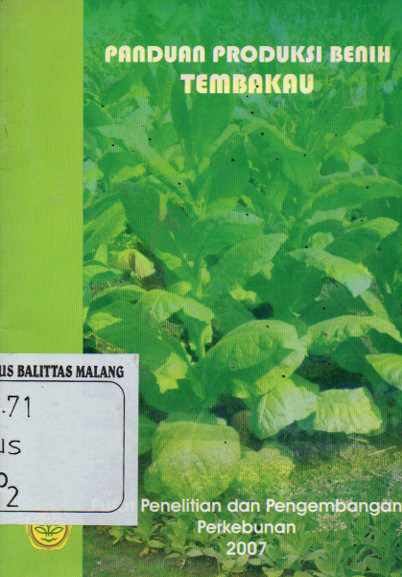 PANDUAN PRODUKSI BENIH
TEMBAKAU
US BALITTAS MALANG
.71
us
2
Penelitian dan Pengembangan
Perkebunan
2007